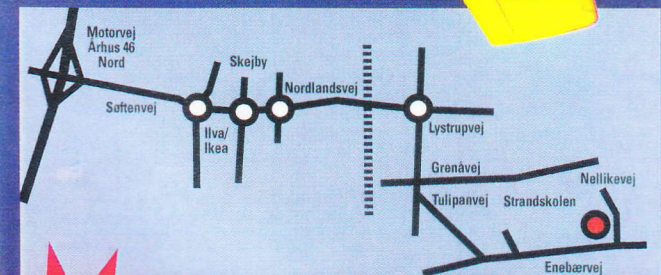 Motorvej
Århus 46
Nord
Skejby
Nordlandsvej
Søftenvej
Ilva/
Ikea
Lystrupvej
Grenåvej
Nellikevej
Tulipanvej
Strandskolen
Enebærvej